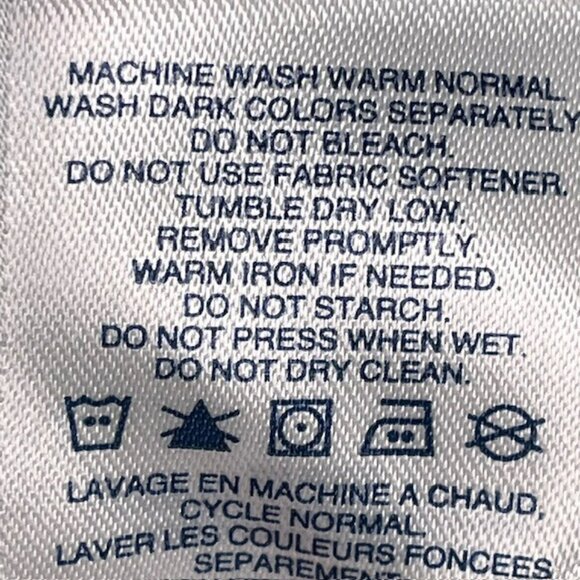 MACHINE WASH WARM NORMAL.
WASH DARK COLORS SEPARATELY
DO NOT BLEACH.
DO NOT USE FABRIC SOFTENER.
TUMBLE DRY LOW.
REMOVE PROMPTLY.
WARM IRON IF NEEDED.
DO NOT STARCH.
DO NOT PRESS WHEN WET.
DO NOT DRY CLEAN.
LAVAGE EN MACHINE A CHAUD,
CYCLE NORMAL.
LAVER LES COULEURS FONCEES
SEPAREMENT